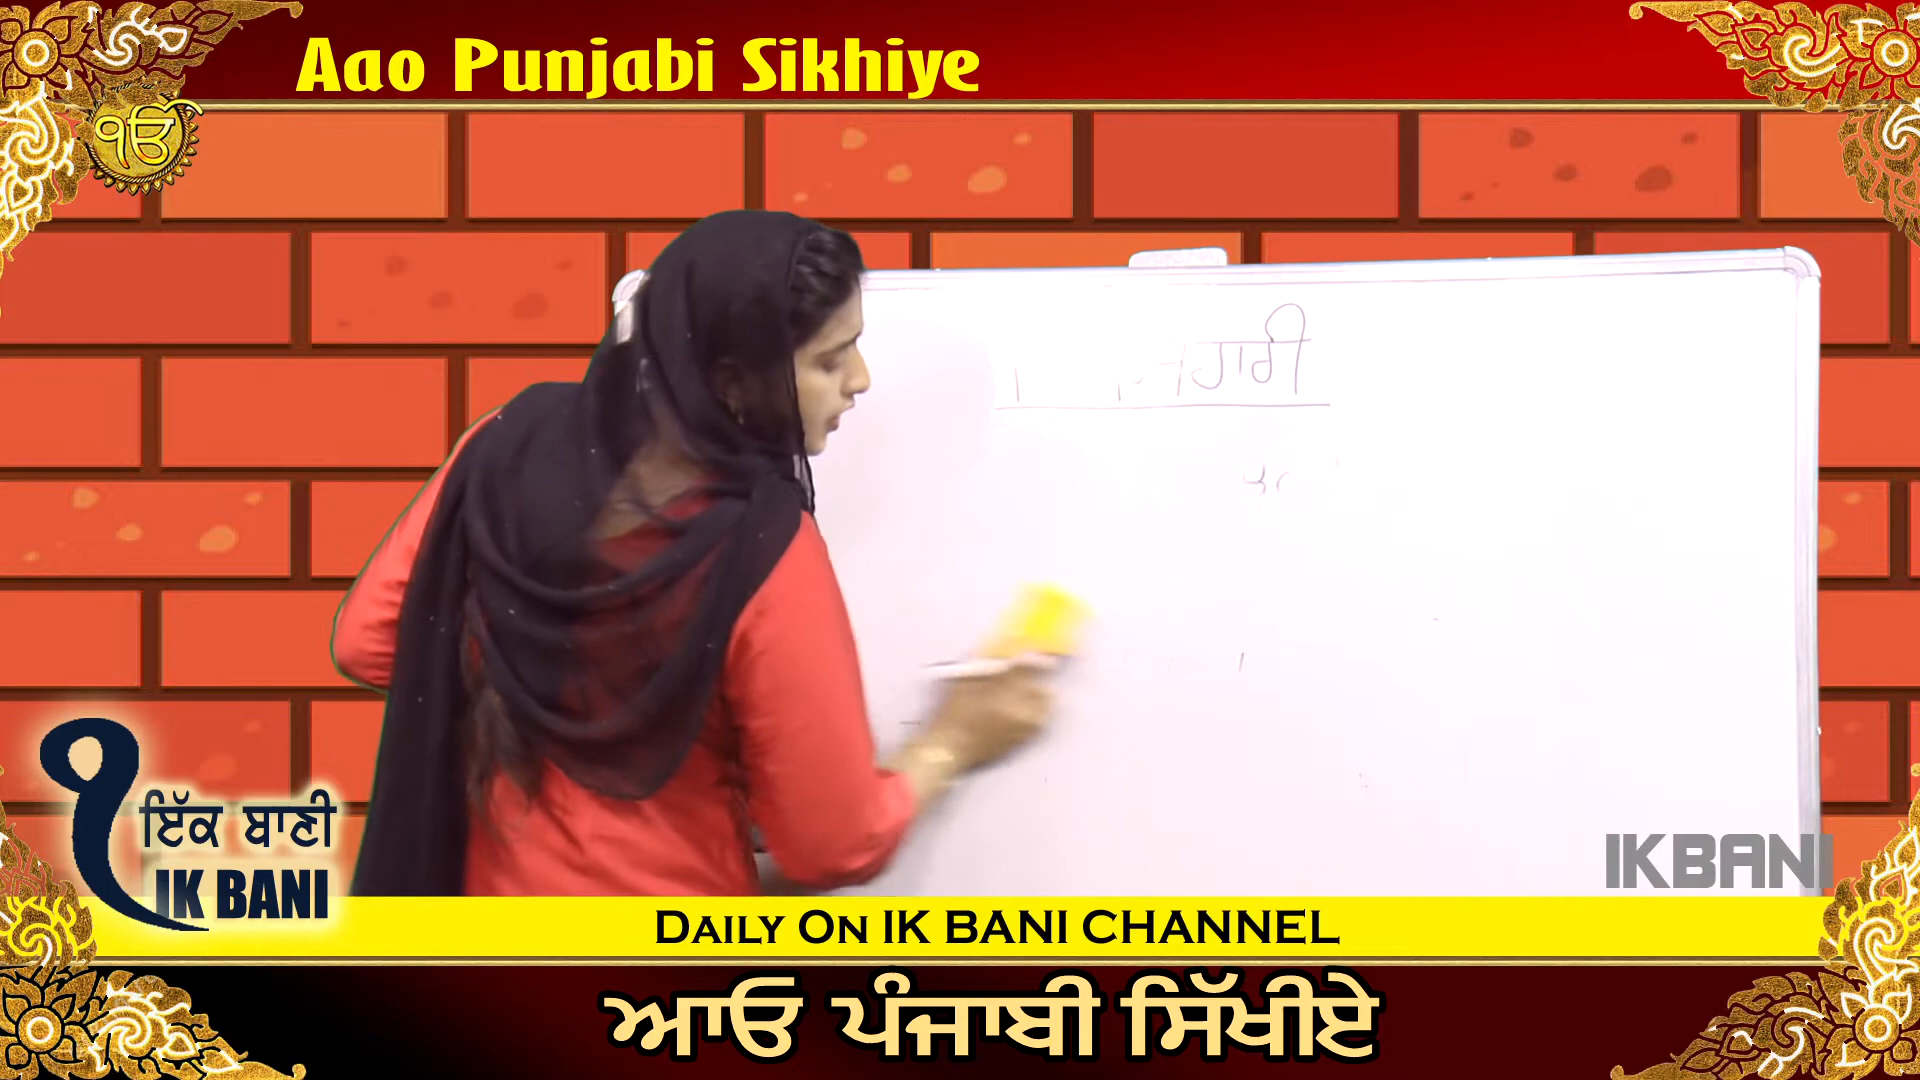 Aao Punjabi Sikhiye
ੴ
ਇੱਕ ਬਾਣੀ
IK BANI
IKBANI
DAILY ON IK BANI CHANNEL
ਆਓ ਪੰਜਾਬੀ ਸਿੱਖੀਏ